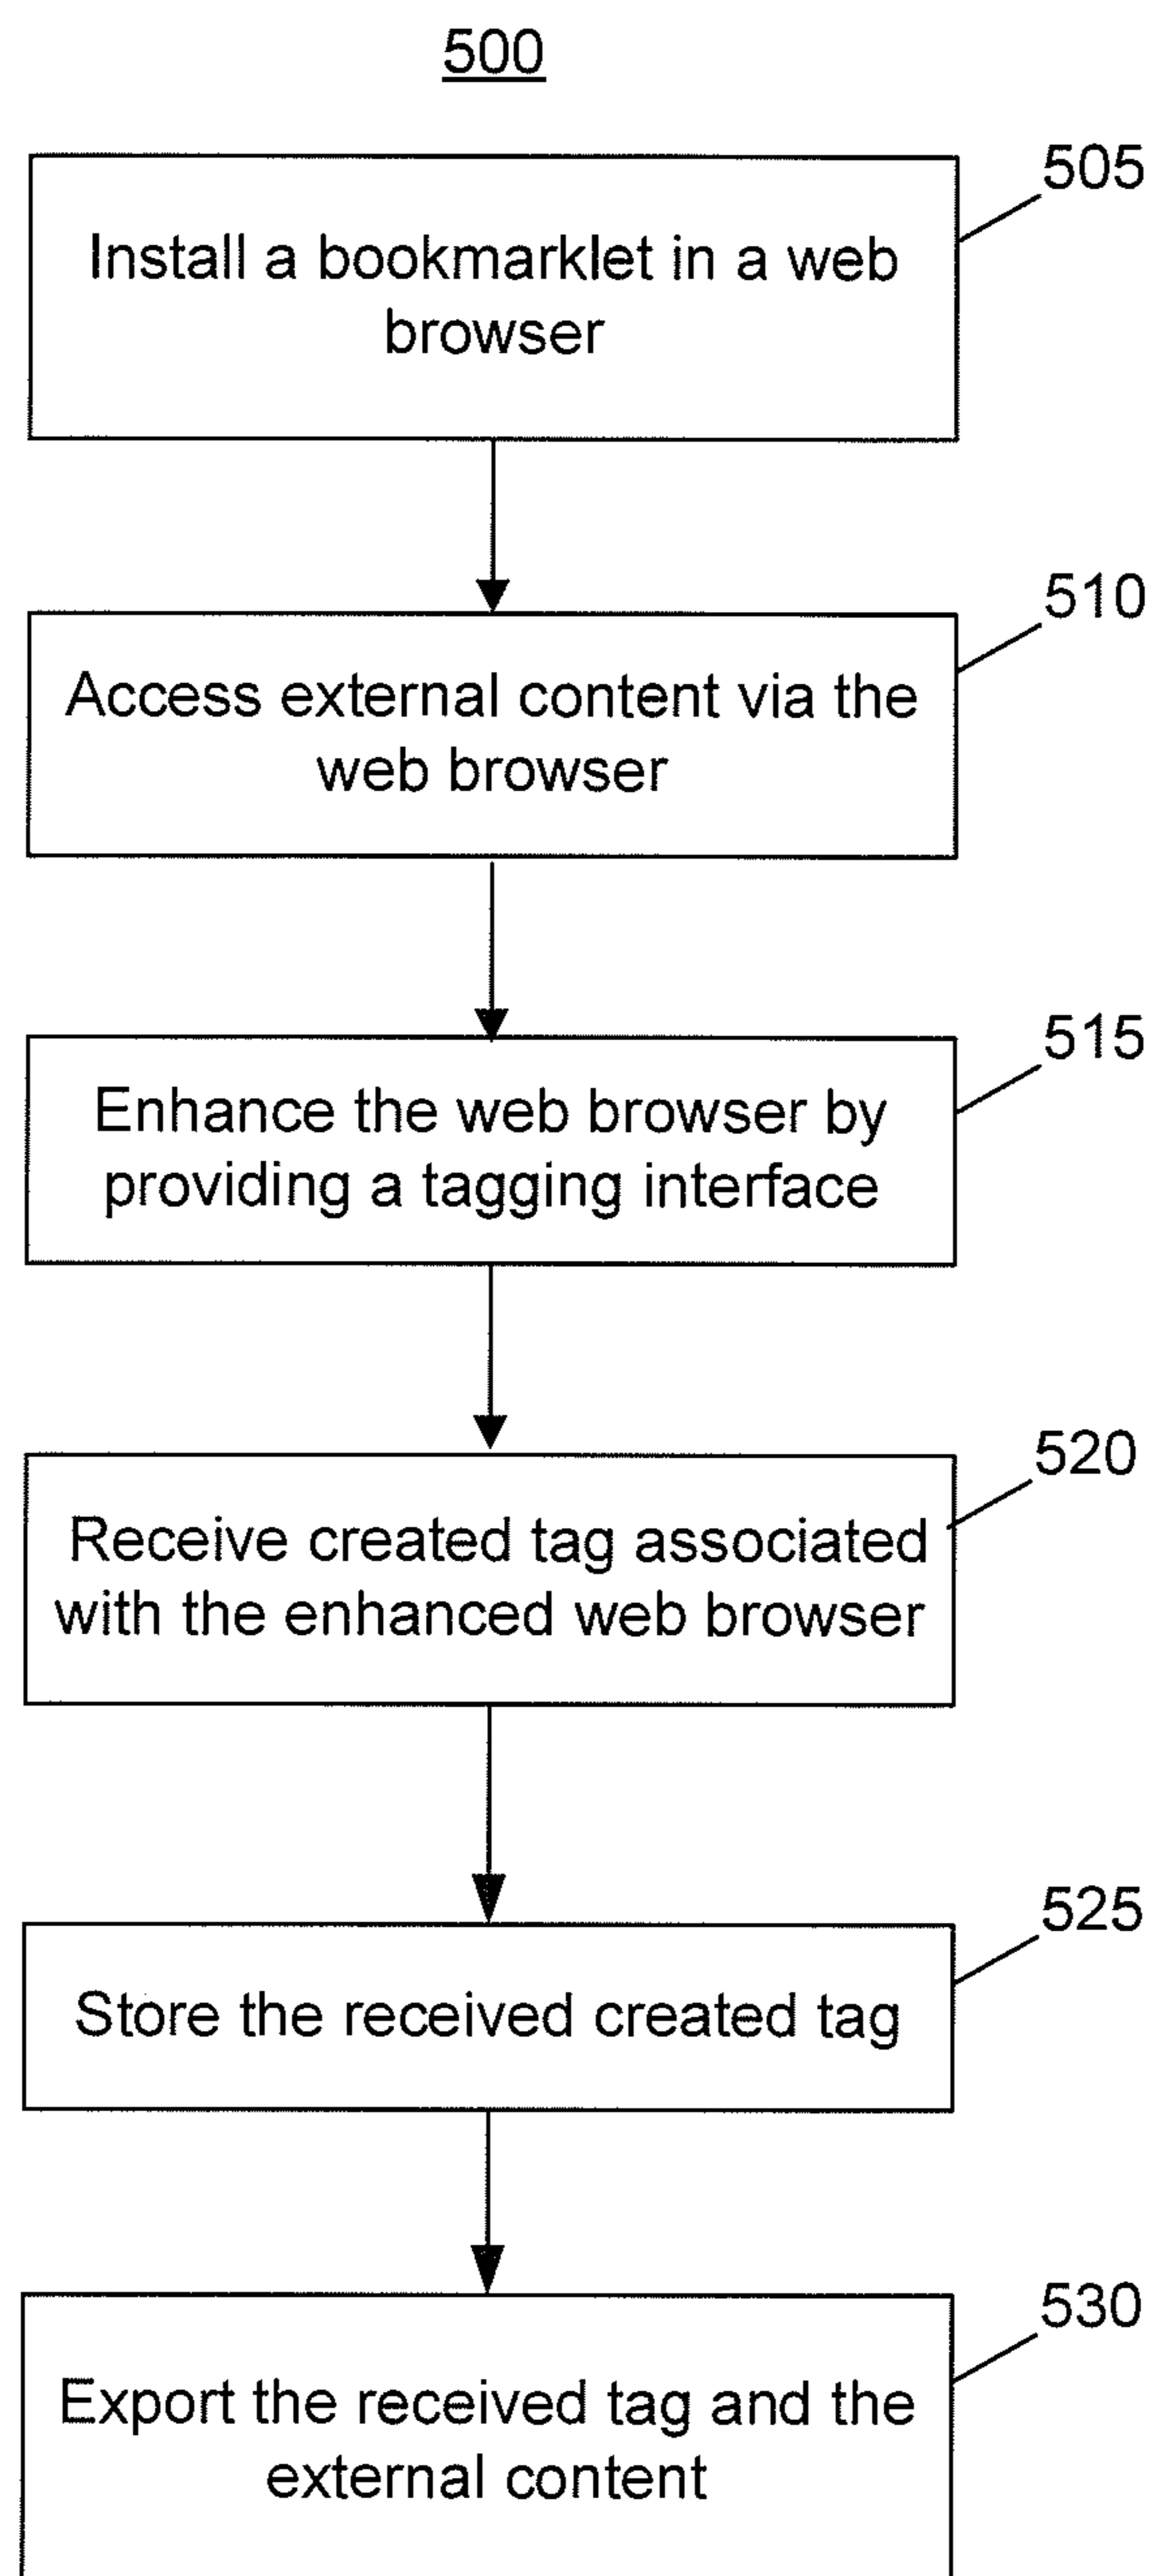 500
505
Install a bookmarklet in a web
browser
510
Access external content via the
web browser
515
Enhance the web browser by
providing a tagging interface
520
Receive created tag associated
with the enhanced web browser
525
Store the received created tag
530
Export the received tag and the
external content